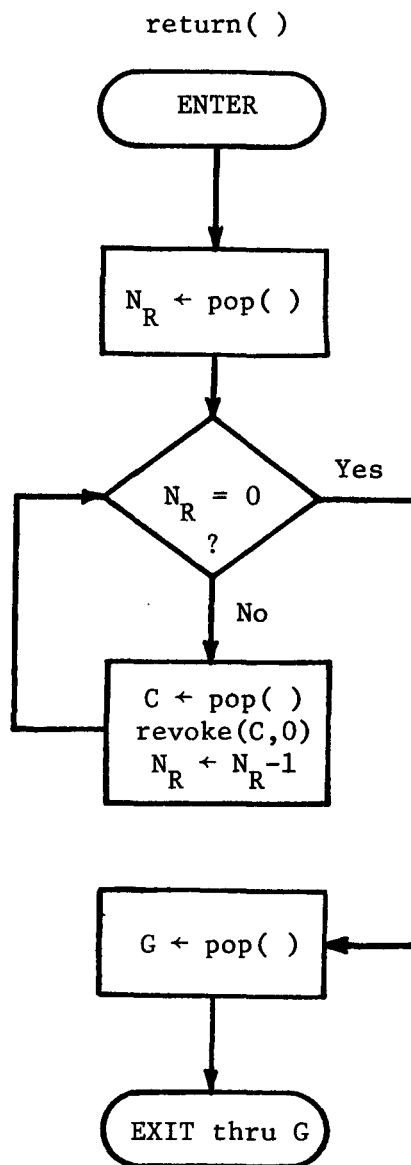 return( )
ENTER
N_R ← pop( )
N_R = 0
?
Yes
No
C ← pop( )
revoke(C,0)
N_R ← N_R-1
G ← pop( )
EXIT thru G